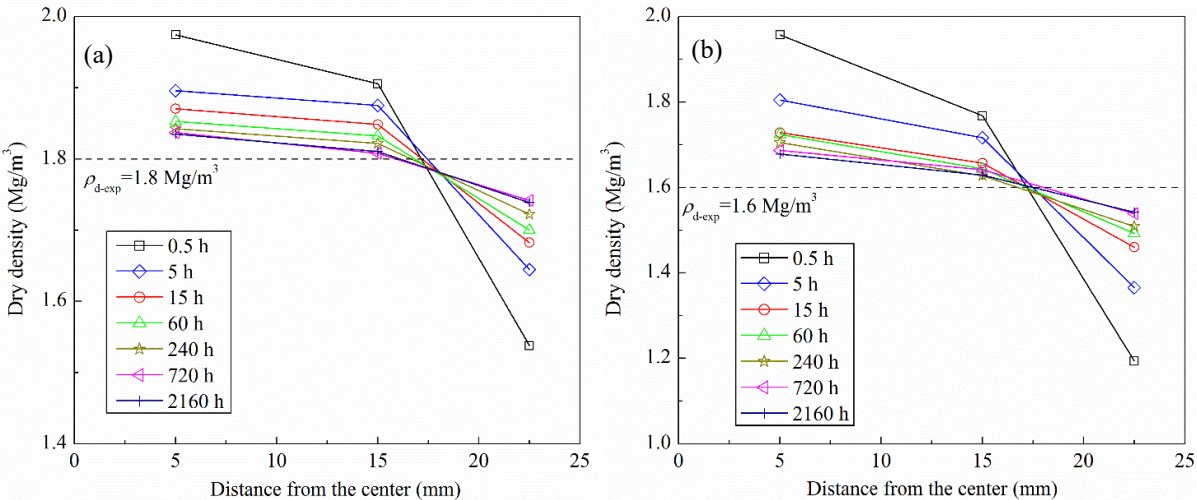 (a)
Dry density (Mg/m³)
2.0
1.8
1.6
1.4
ρd-exp=1.8 Mg/m³
0.5 h
5 h
15 h
60 h
240 h
720 h
2160 h
0 5 10 15 20 25
Distance from the center (mm)
(b)
Dry density (Mg/m³)
2.0
1.8
1.6
1.4
1.2
1.0
ρd-exp=1.6 Mg/m³
0.5 h
5 h
15 h
60 h
240 h
720 h
2160 h
0 5 10 15 20 25
Distance from the center (mm)